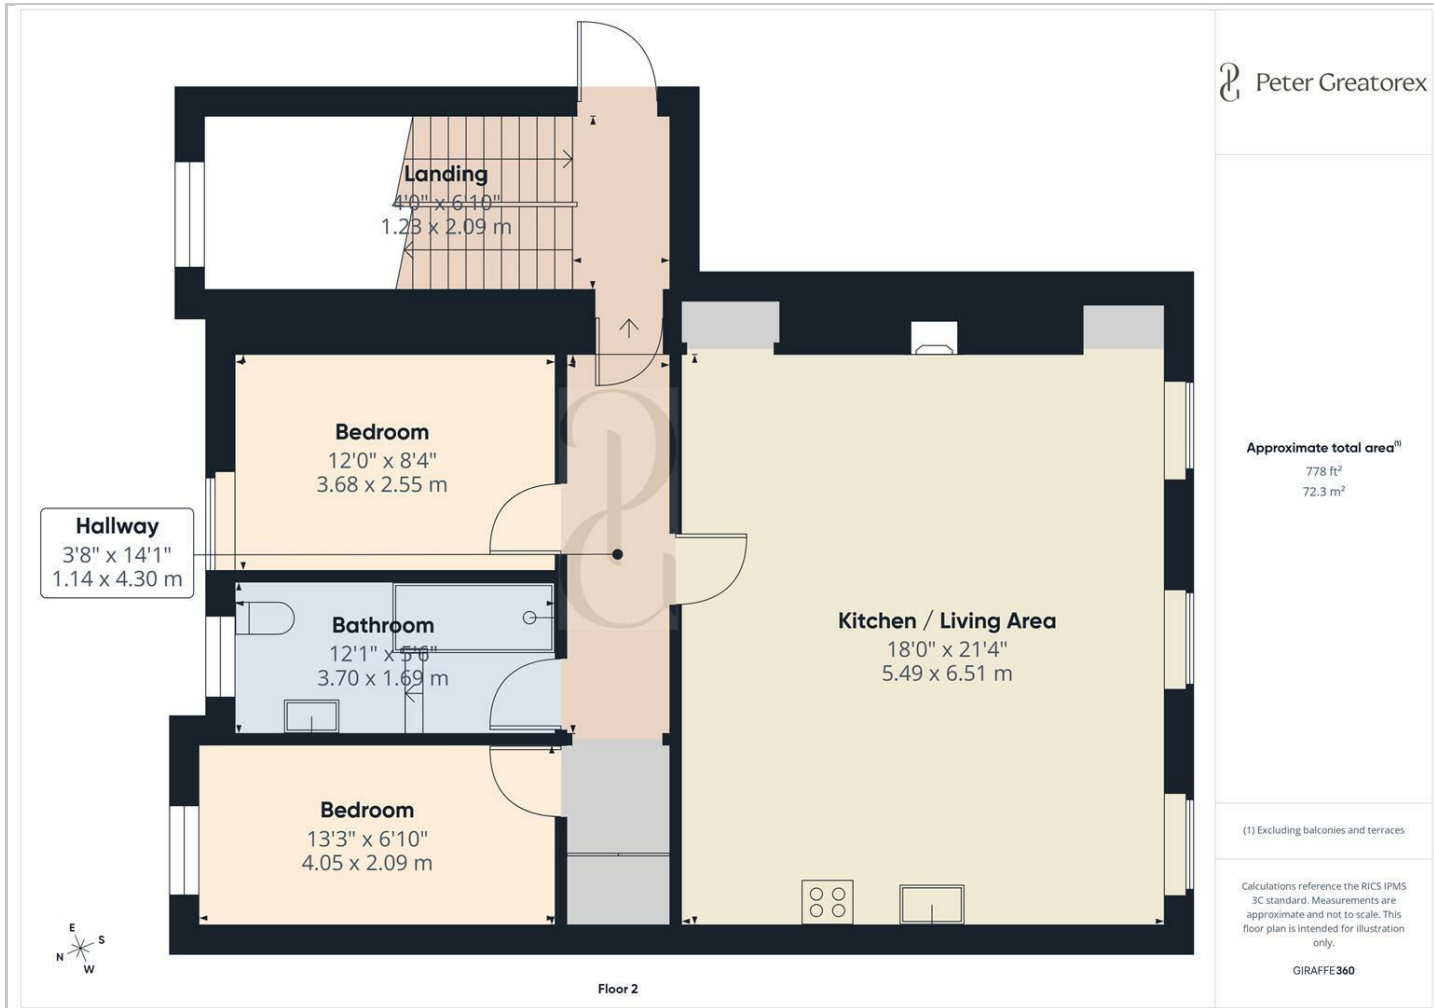 Peter Greatorex
Landing
4'0" x 6'10"
1.23 x 2.09 m
Bedroom
12'0" x 8'4"
3.68 x 2.55 m
Hallway
3'8" x 14'1"
1.14 x 4.30 m
Bathroom
12'1" x 5'6"
3.70 x 1.69 m
Kitchen / Living Area
18'0" x 21'4"
5.49 x 6.51 m
Bedroom
13'3" x 6'10"
4.05 x 2.09 m
E
S
N
W
Floor 2
Approximate total area(1)
778 ft²
72.3 m²
(1) Excluding balconies and terraces
Calculations reference the RICS IPMS
3C standard. Measurements are
approximate and not to scale. This
floor plan is intended for illustration
only.
GIRAFFE360